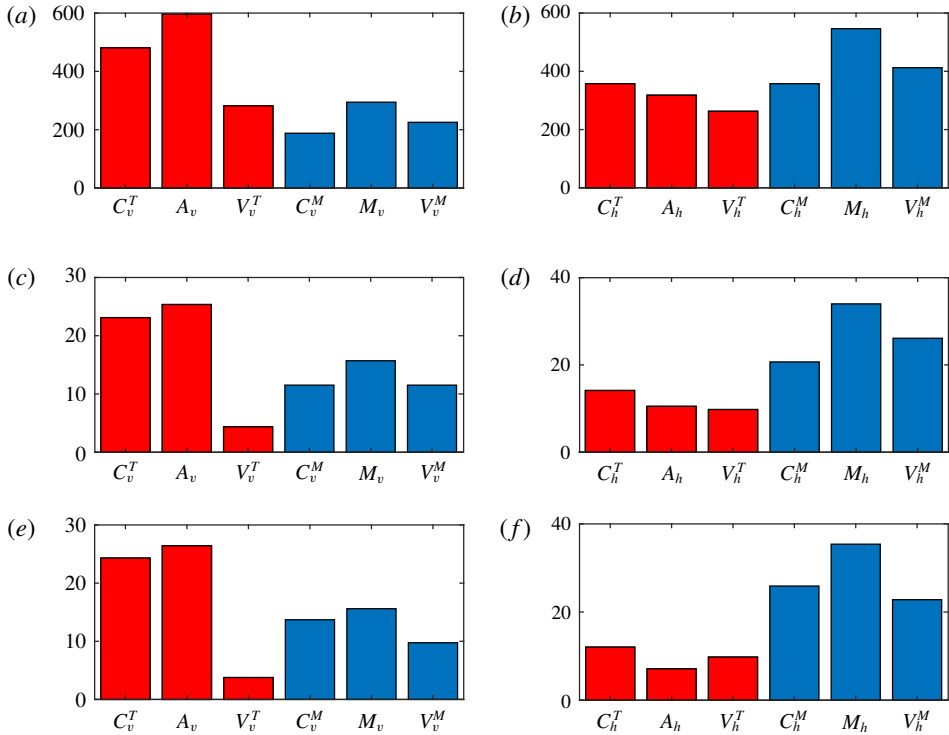 (a)
600
400
200
0
C_v^T A_v V_v^T C_v^M M_v V_v^M
(b)
600
400
200
0
C_h^T A_h V_h^T C_h^M M_h V_h^M
(c)
30
20
10
0
C_v^T A_v V_v^T C_v^M M_v V_v^M
(d)
40
20
0
C_h^T A_h V_h^T C_h^M M_h V_h^M
(e)
30
20
10
0
C_v^T A_v V_v^T C_v^M M_v V_v^M
(f)
40
20
0
C_h^T A_h V_h^T C_h^M M_h V_h^M